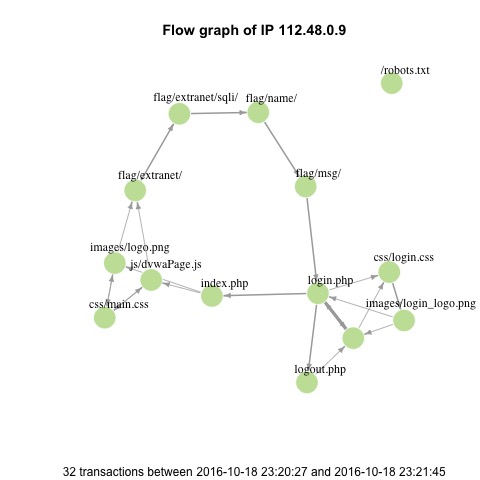 Flow graph of IP 112.48.0.9
/robots.txt
flag/extranet/sqli/
flag/name/
flag/extranet/
flag/msg/
images/logo.png
js/dvwaPage.js
css/login.css
index.php
login.php
css/main.css
images/login_logo.png
logout.php
32 transactions between 2016-10-18 23:20:27 and 2016-10-18 23:21:45